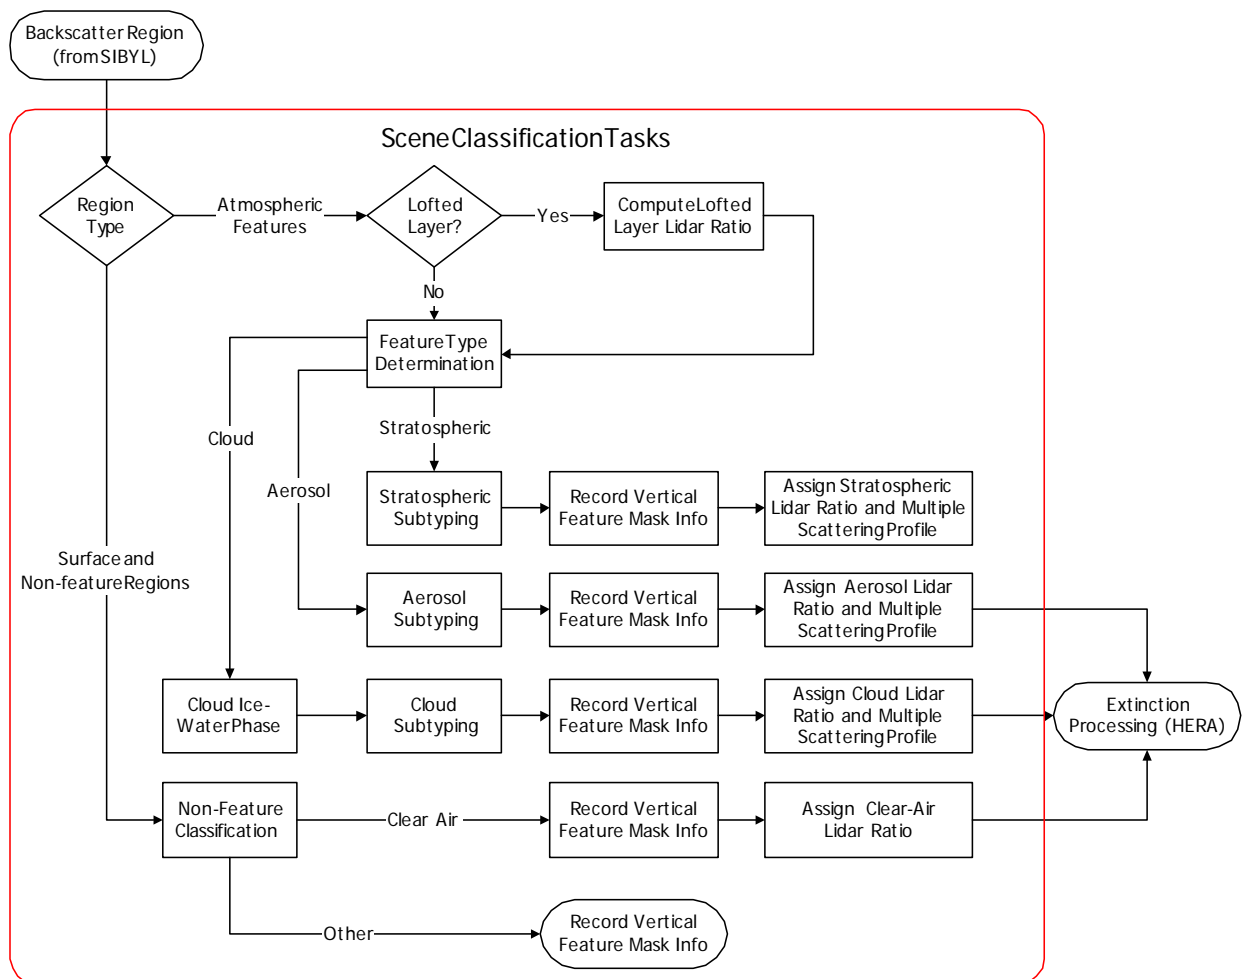 Backscatter Region
(from SIBYL)
Scene Classification Tasks
Region
Type
Atmospheric
Features
Lofted
Layer?
Yes
Compute Lofted
Layer Lidar Ratio
No
Feature Type
Determination
Cloud
Stratospheric
Aerosol
Stratospheric
Subtyping
Record Vertical
Feature Mask Info
Assign Stratospheric
Lidar Ratio and Multiple
Scattering Profile
Surface and
Non-feature Regions
Aerosol
Subtyping
Record Vertical
Feature Mask Info
Assign Aerosol Lidar
Ratio and Multiple
Scattering Profile
Cloud Ice-
Water Phase
Cloud
Subtyping
Record Vertical
Feature Mask Info
Assign Cloud Lidar
Ratio and Multiple
Scattering Profile
Extinction
Processing (HERA)
Non-Feature
Classification
Clear Air
Record Vertical
Feature Mask Info
Assign Clear-Air
Lidar Ratio
Other
Record Vertical
Feature Mask Info